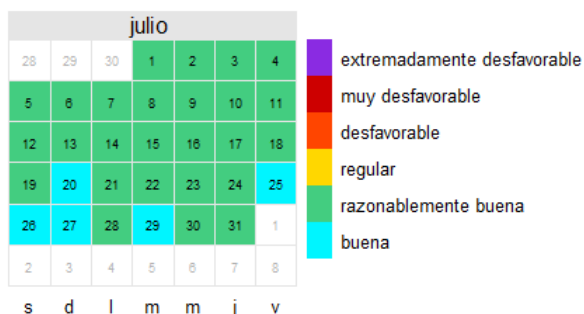 julio
28 29 30 1 2 3 4
5 6 7 8 9 10 11
12 13 14 15 16 17 18
19 20 21 22 23 24 25
26 27 28 29 30 31 1
2 3 4 5 6 7 8
s d l m m j v
extremadamente desfavorable
muy desfavorable
desfavorable
regular
razonablemente buena
buena